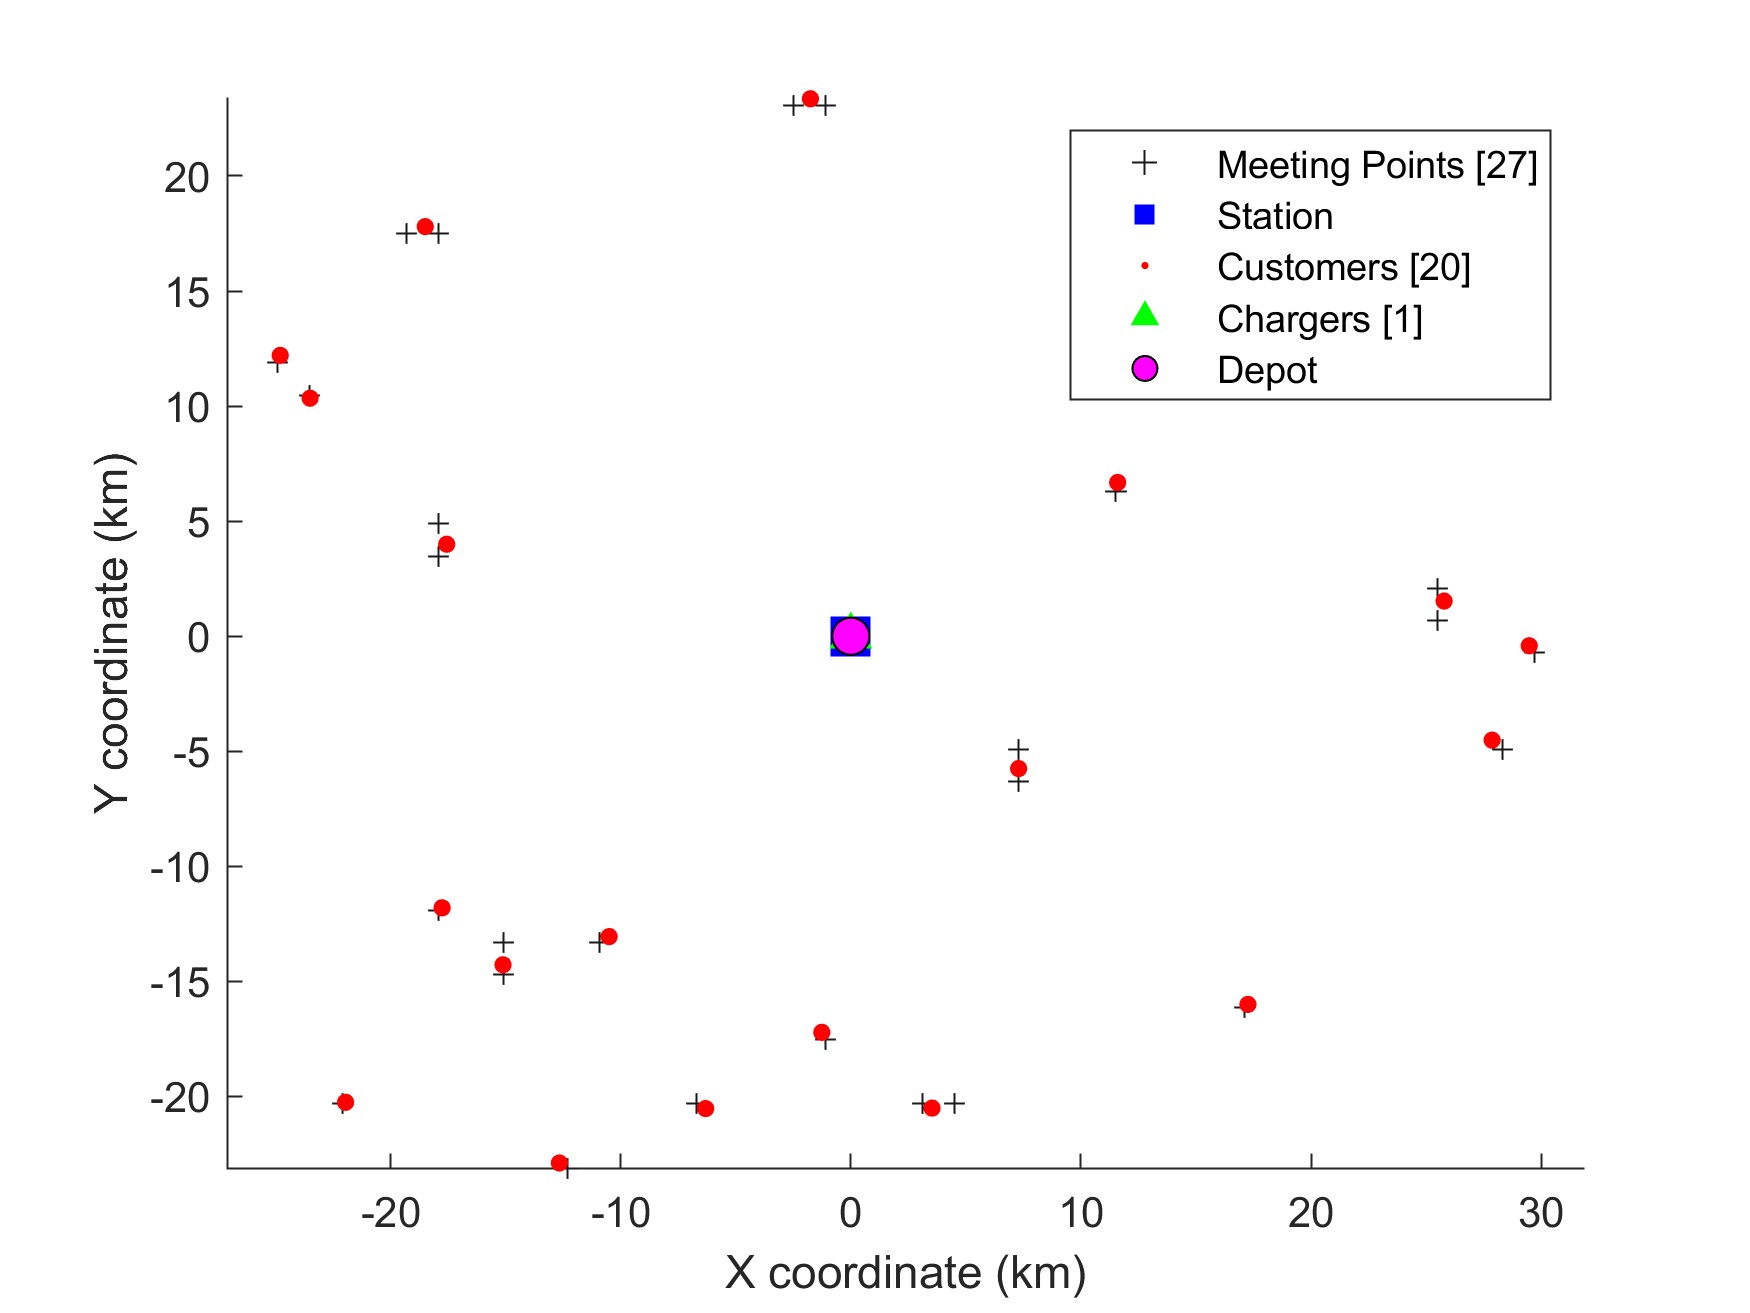 20
15
10
5
0
-5
-10
-15
-20
Y coordinate (km)
Meeting Points [27]
Station
Customers [20]
Chargers [1]
Depot
-20 -10 0 10 20 30
X coordinate (km)